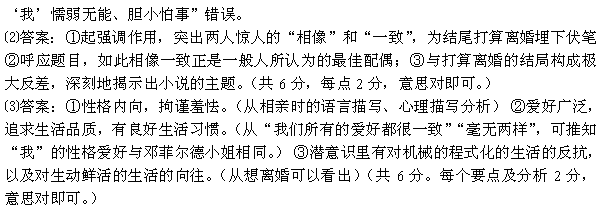 ‘我’懦弱无能、胆小怕事”错误。
⑵答案：①起强调作用，突出两人惊人的“相像”和“一致”，为结尾打算离婚埋下伏笔
②呼应题目，如此相像一致正是一般人所认为的最佳配偶；③与打算离婚的结局构成极
大反差，深刻地揭示出小说的主题。（共 6 分，每点 2 分，意思对即可。）
⑶答案：①性格内向，拘谨羞怯。（从相亲时的语言描写、心理描写分析） ②爱好广泛，
追求生活品质，有良好生活习惯。（从“我们所有的爱好都很一致”“毫无两样”，可推知
“我”的性格爱好与邓菲尔德小姐相同。） ③潜意识里有对机械的程式化的生活的反抗，
以及对生动鲜活的生活的向往。（从想离婚可以看出）（共 6 分。每个要点及分析 2 分，
意思对即可。）